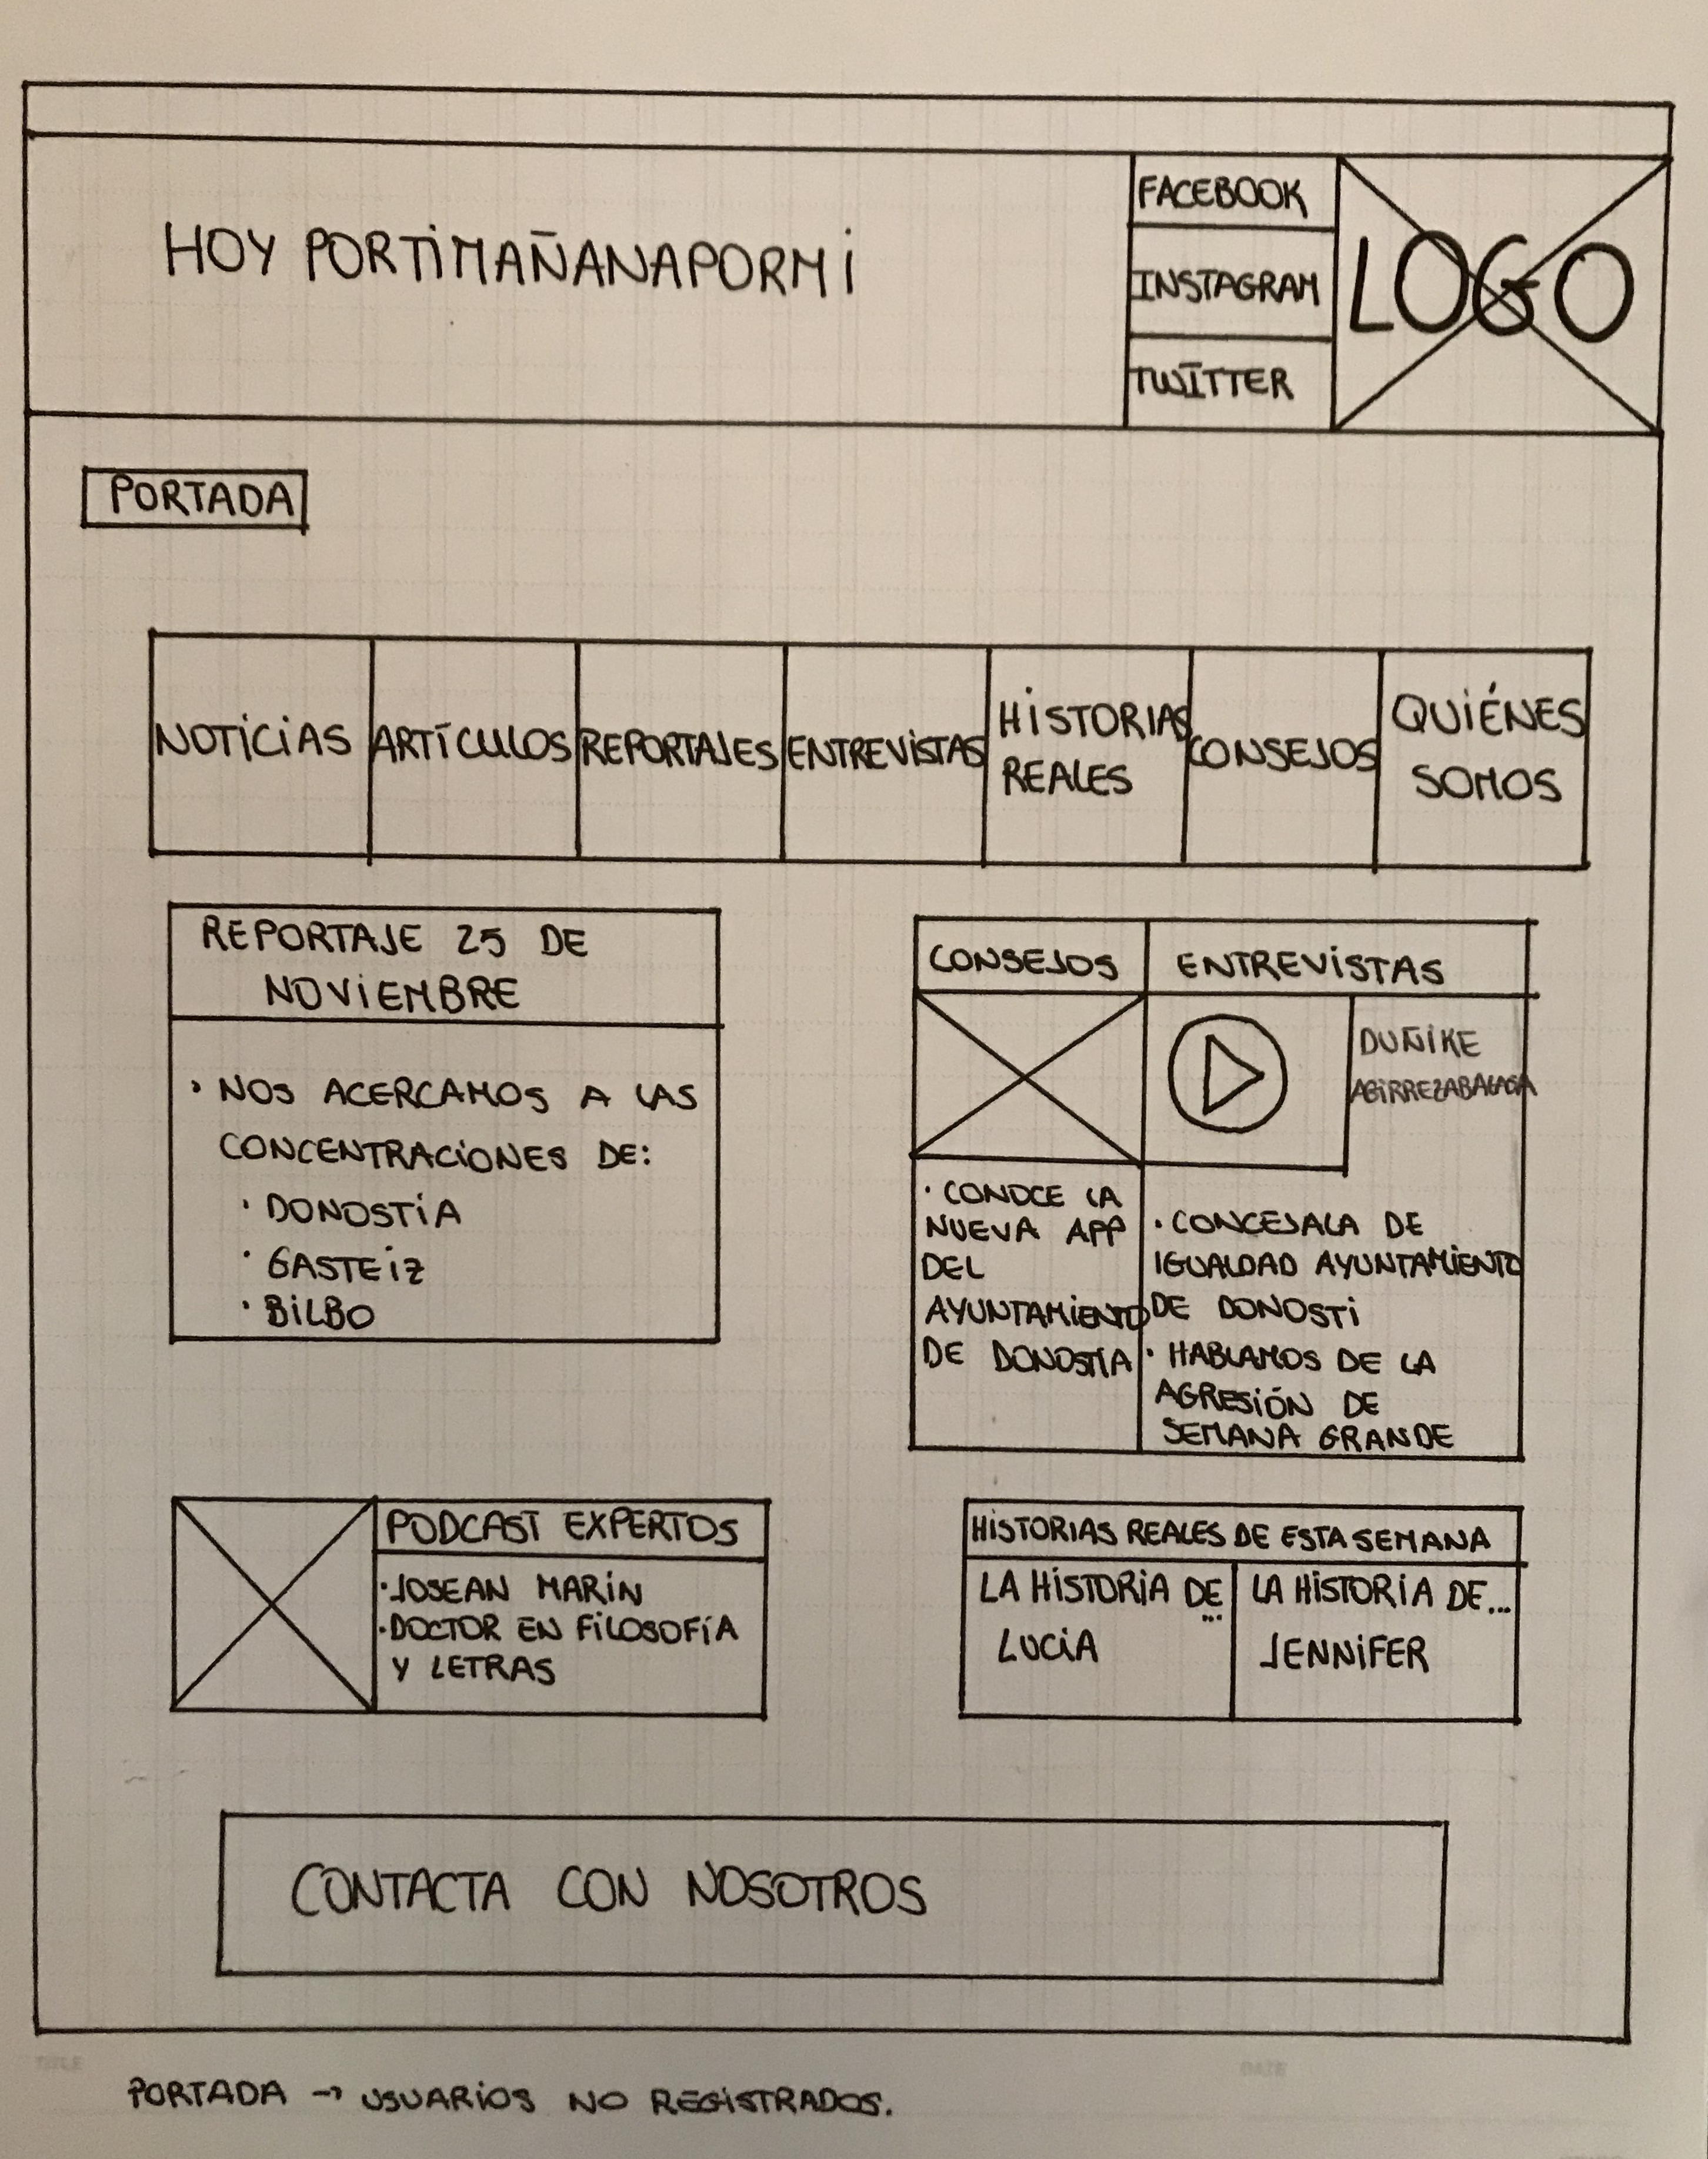 HOY PORTIMAÑANAPORMI
FACEBOOK
INSTAGRAM
TWITTER
LOGO
PORTADA
NOTICIAS
ARTÍCULOS
REPORTAJES
ENTREVISTAS
HISTORIAS
REALES
CONSEJOS
QUIÉNES
SOMOS
REPORTAJE 25 DE
NOVIEMBRE
· NOS ACERCAMOS A LAS
CONCENTRACIONES DE:
· DONOSTIA
· GASTEIZ
· BILBO
CONSEJOS
· CONOCE LA
NUEVA APP
DEL
AYUNTAMIENTO
DE DONOSTIA
ENTREVISTAS
DUÑIKE
AGIRREZABALAGA
· CONCEJALA DE
IGUALDAD AYUNTAMIENTO
DE DONOSTI
· HABLAMOS DE LA
AGRESIÓN DE
SEMANA GRANDE
PODCAST EXPERTOS
· JOSEAN MARÍN
· DOCTOR EN FILOSOFÍA
Y LETRAS
HISTORIAS REALES DE ESTA SEMANA
LA HISTORIA DE
...
LUCIA
LA HISTORIA DE...
JENNIFER
CONTACTA CON NOSOTROS
TITLE
DATE
PORTADA → USUARIOS NO REGISTRADOS.